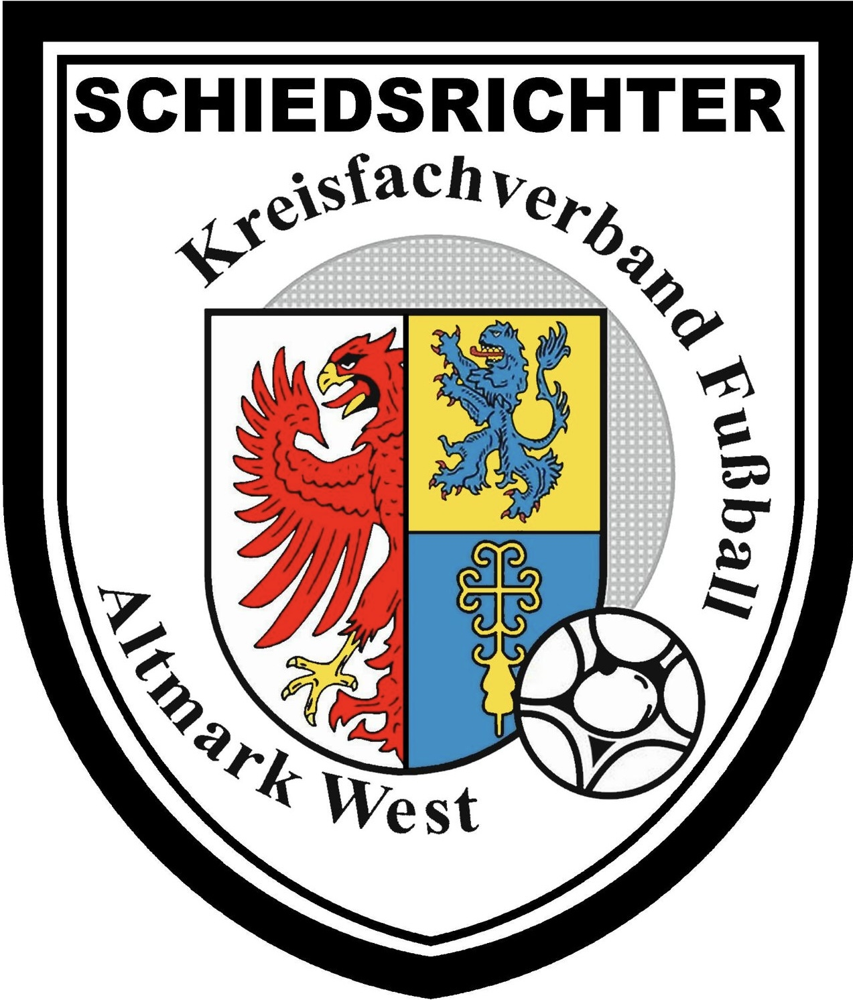 SCHIEDSRICHTER
Kreisfachverband Fußball
Altmark West